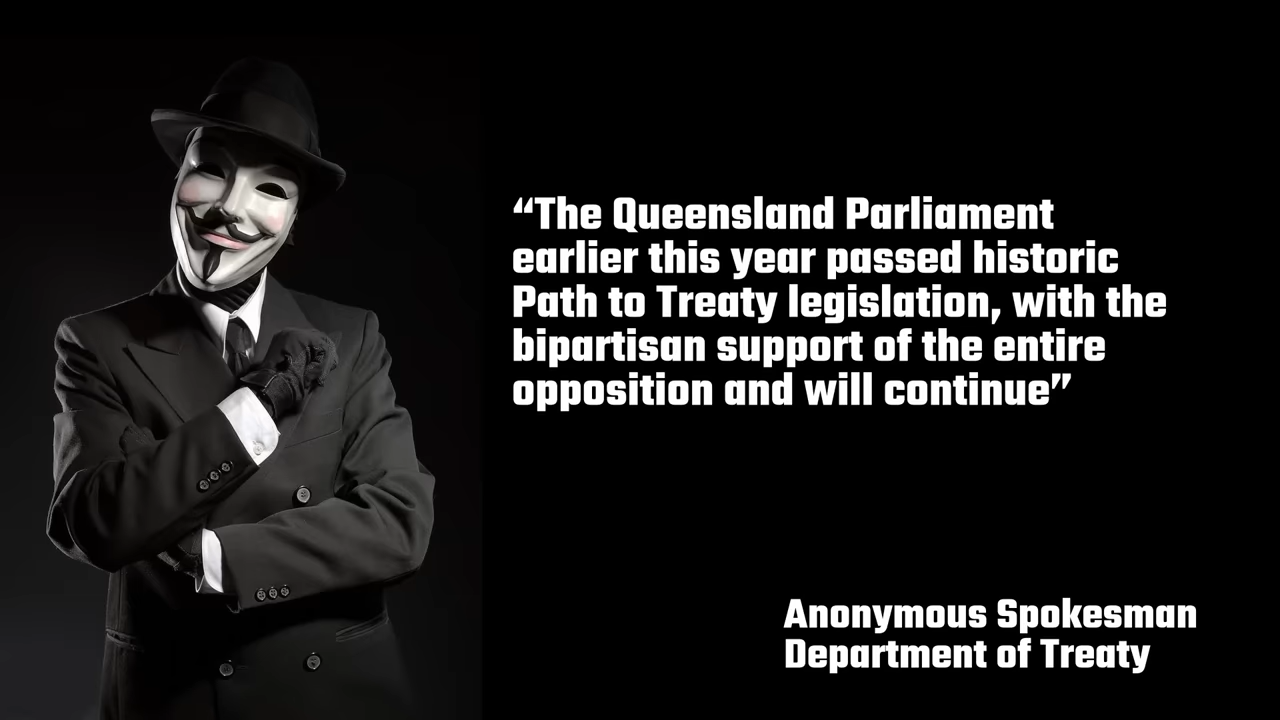 “The Queensland Parliament
earlier this year passed historic
Path to Treaty legislation, with the
bipartisan support of the entire
opposition and will continue”
Anonymous Spokesman
Department of Treaty